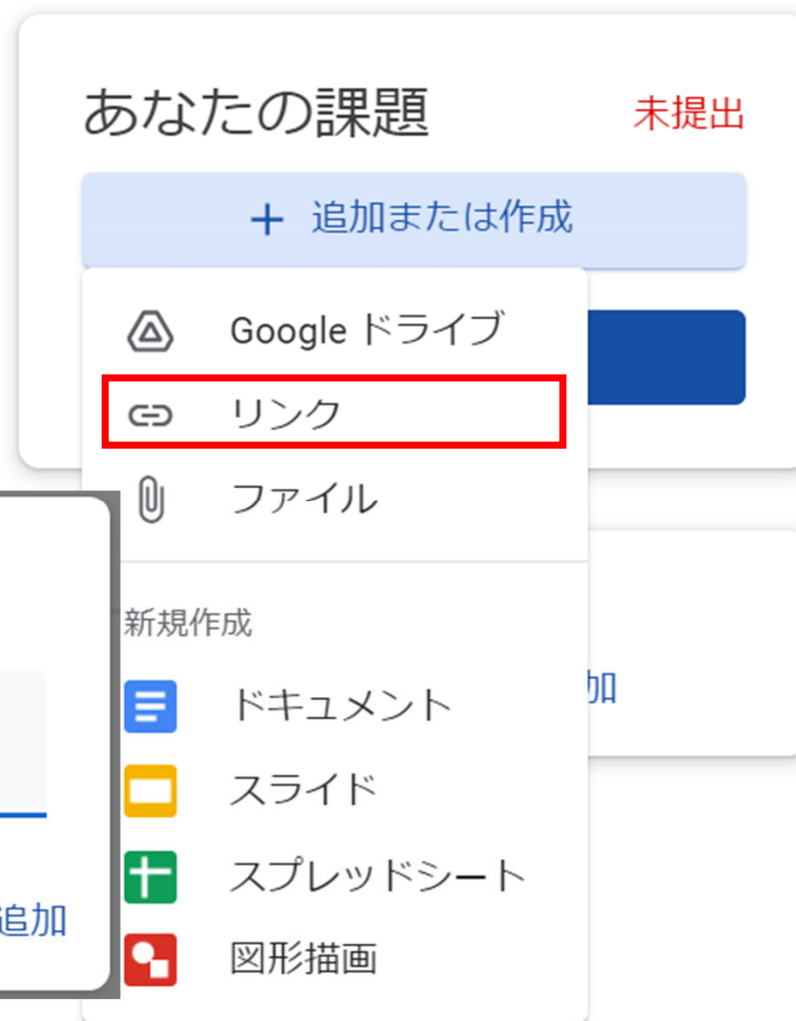 あなたの課題
未提出
+ 追加または作成
Google ドライブ
リンク
ファイル
新規作成
ドキュメント
スライド
スプレッドシート
図形描画
追加
加